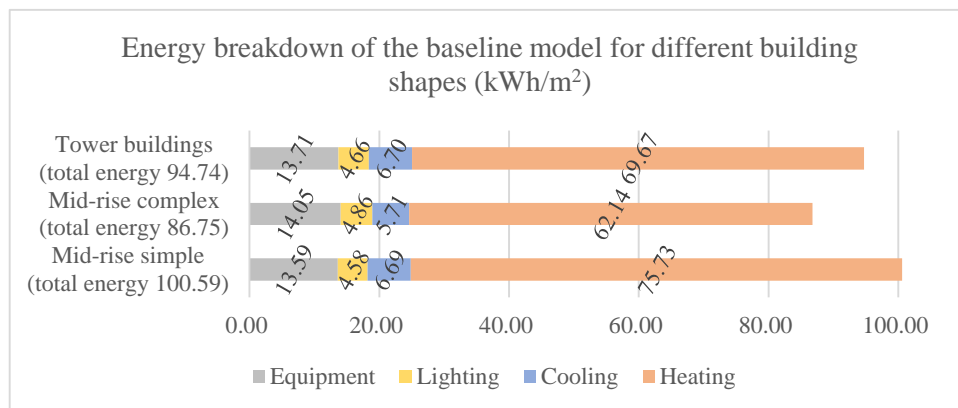 Energy breakdown of the baseline model for different building
shapes (kWh/m²)
Tower buildings
(total energy 94.74)
13.71 4.66 6.70 69.67
Mid-rise complex
(total energy 86.75)
14.05 4.86 5.71 62.14
Mid-rise simple
(total energy 100.59)
13.59 4.58 6.69 75.73
0.00 20.00 40.00 60.00 80.00 100.00
Equipment Lighting Cooling Heating